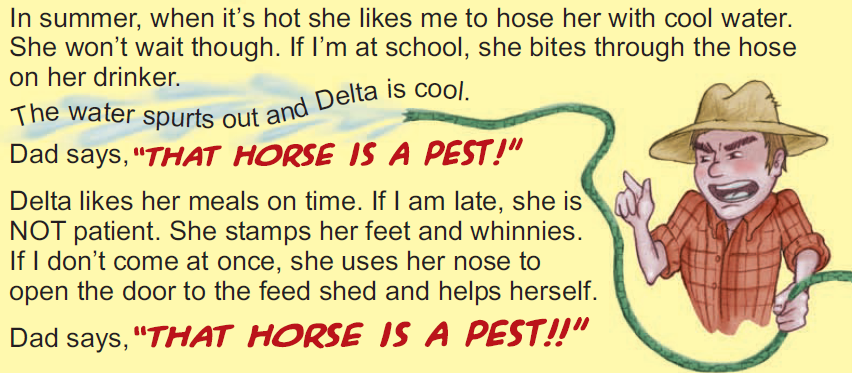 In summer, when it’s hot she likes me to hose her with cool water.
She won’t wait though. If I’m at school, she bites through the hose
on her drinker.
The water spurts out and Delta is cool.
Dad says, “THAT HORSE IS A PEST!”
Delta likes her meals on time. If I am late, she is
NOT patient. She stamps her feet and whinnies.
If I don’t come at once, she uses her nose to
open the door to the feed shed and helps herself.
Dad says, “THAT HORSE IS A PEST!!”